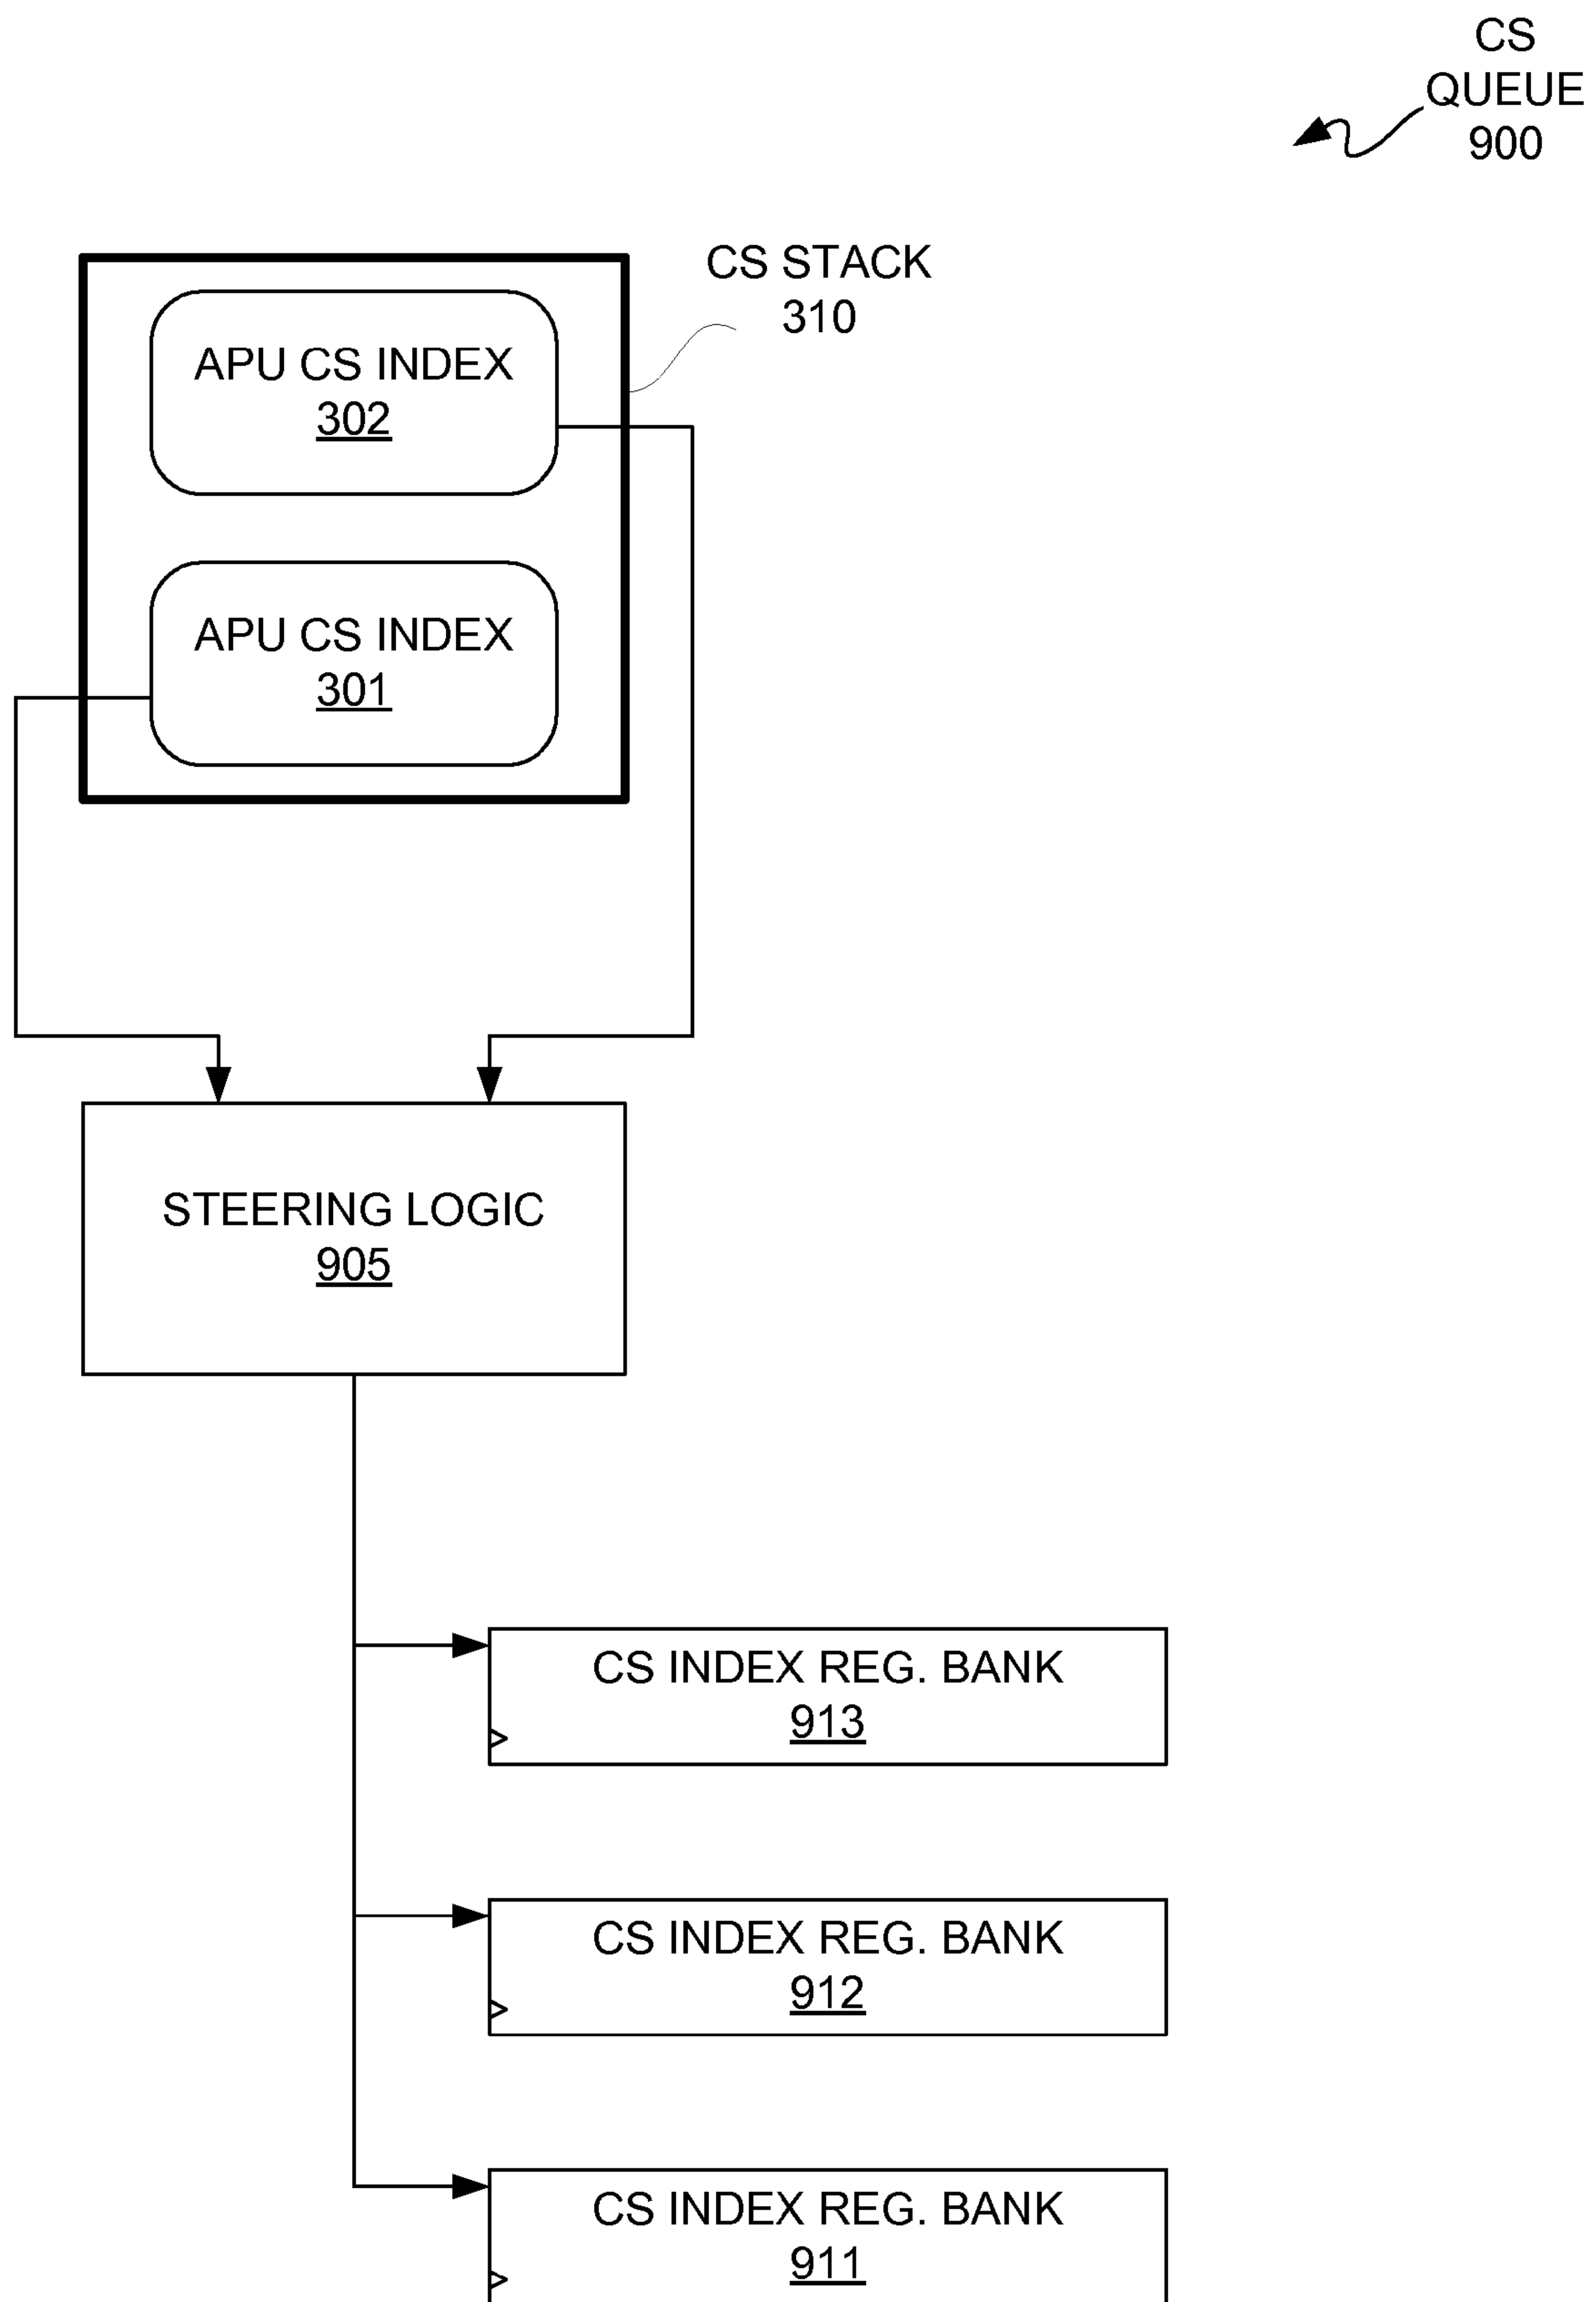 CS
QUEUE
900
CS STACK
310
APU CS INDEX
302
APU CS INDEX
301
STEERING LOGIC
905
CS INDEX REG. BANK
913
CS INDEX REG. BANK
912
CS INDEX REG. BANK
911